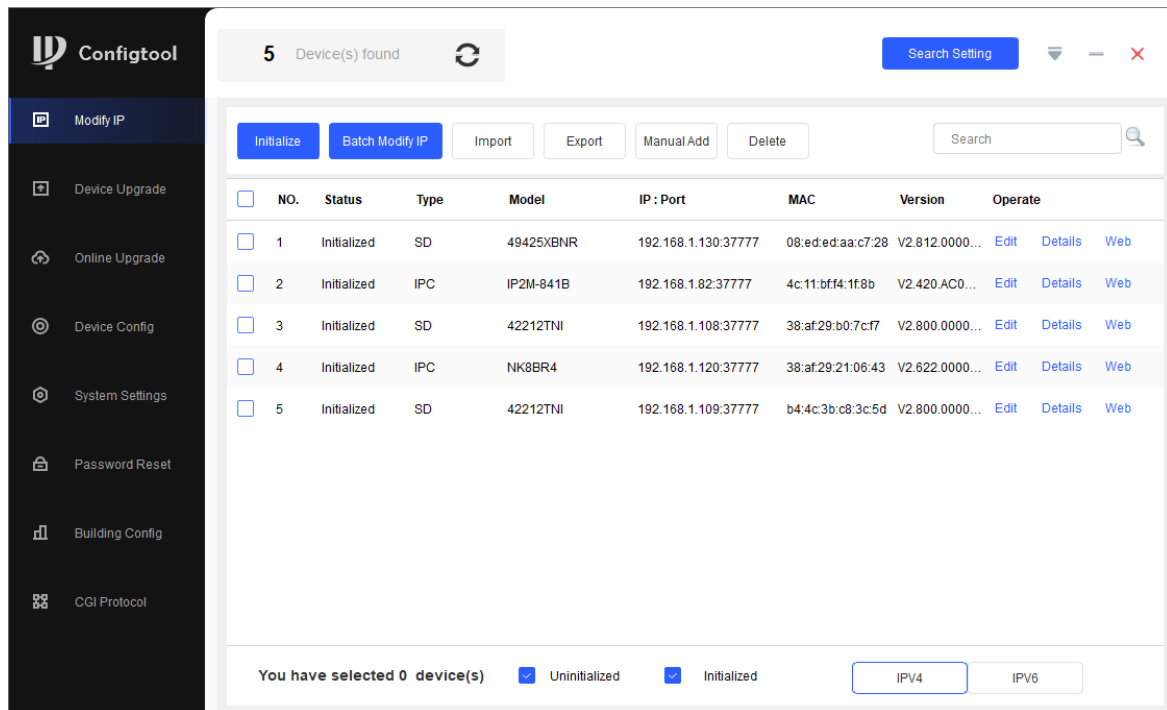 IP Configtool
5 Device(s) found
Search Setting
Modify IP
Device Upgrade
Online Upgrade
Device Config
System Settings
Password Reset
Building Config
CGI Protocol
Initialize Batch Modify IP Import Export Manual Add Delete Search
NO. Status Type Model IP : Port MAC Version Operate
1 Initialized SD 49425XBNR 192.168.1.130:37777 08:ed:ed:aa:c7:28 V2.812.0000... Edit Details Web
2 Initialized IPC IP2M-841B 192.168.1.82:37777 4c:11:bf:f4:1f:8b V2.420.AC0... Edit Details Web
3 Initialized SD 42212TNI 192.168.1.108:37777 38:af:29:b0:7c:f7 V2.800.0000... Edit Details Web
4 Initialized IPC NK8BR4 192.168.1.120:37777 38:af:29:21:06:43 V2.622.0000... Edit Details Web
5 Initialized SD 42212TNI 192.168.1.109:37777 b4:4c:3b:c8:3c:5d V2.800.0000... Edit Details Web
You have selected 0 device(s) Uninitialized Initialized IPV4 IPV6